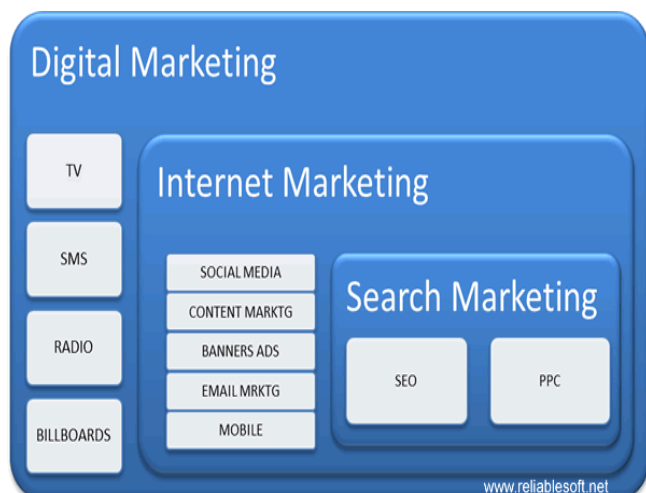 Digital Marketing
TV
SMS
RADIO
BILLBOARDS
Internet Marketing
SOCIAL MEDIA
CONTENT MARKTG
BANNERS ADS
EMAIL MRKTG
MOBILE
Search Marketing
SEO
PPC
www.reliablesoft.net